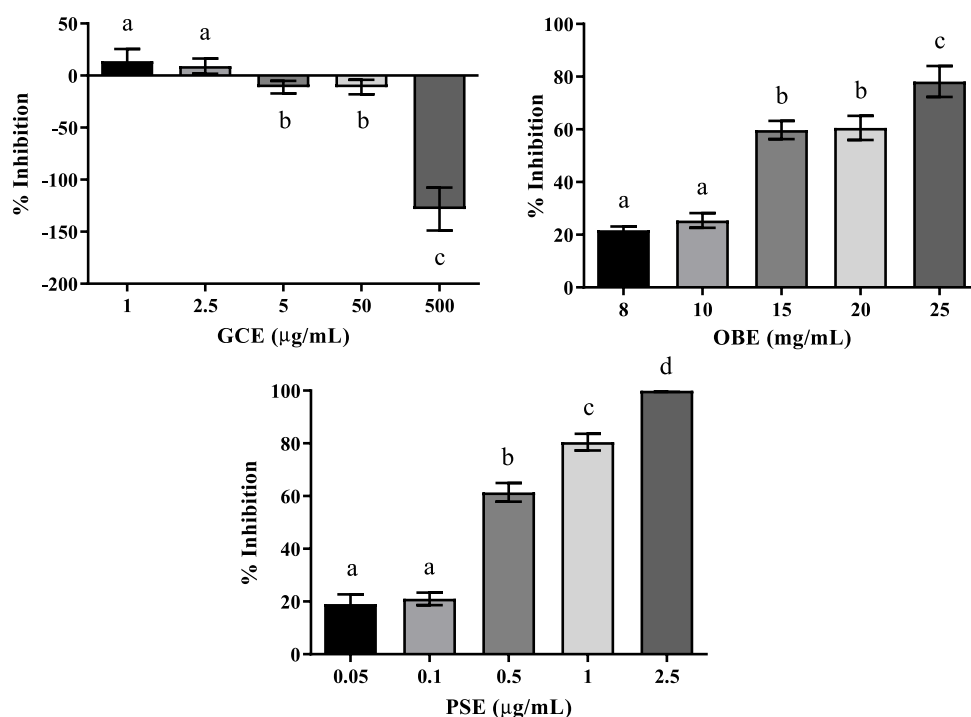 % Inhibition
50
0
-50
-100
-150
-200
a
a
b
b
c
1 2.5 5 50 500
GCE (μg/mL)
% Inhibition
100
80
60
40
20
0
a
a
b
b
c
8 10 15 20 25
OBE (mg/mL)
% Inhibition
100
80
60
40
20
0
a
a
b
c
d
0.05 0.1 0.5 1 2.5
PSE (μg/mL)